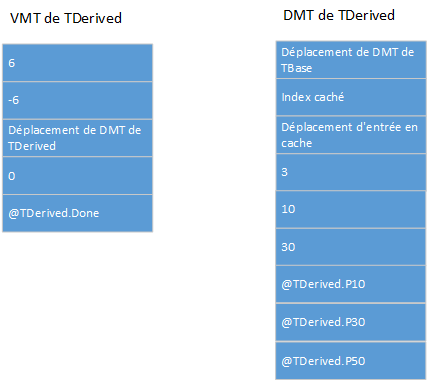 VMT de TDerived
6
-6
Déplacement de DMT de
TDerived
0
@TDerived.Done
DMT de TDerived
Déplacement de DMT de
TBase
Index caché
Déplacement d'entrée en
cache
3
10
30
@TDerived.P10
@TDerived.P30
@TDerived.P50